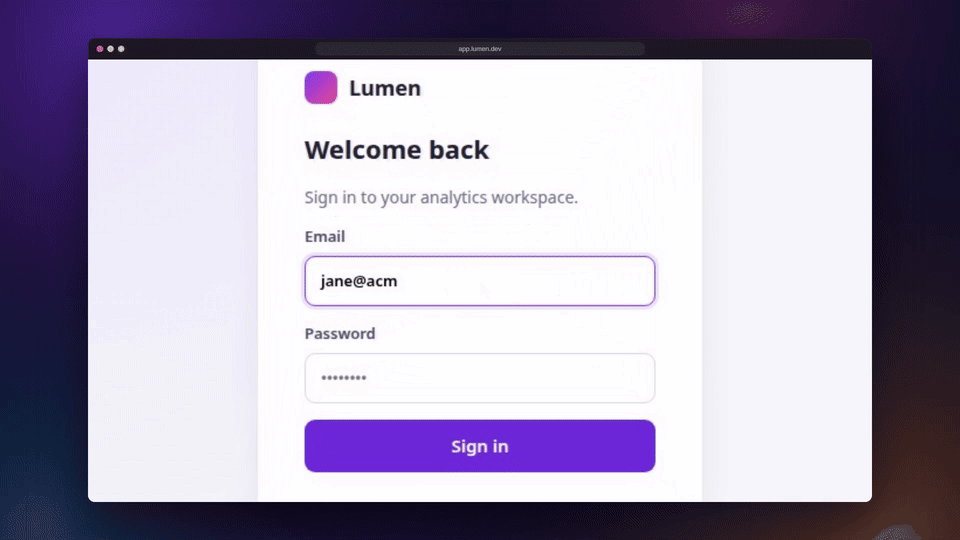 app.lumen.dev
Lumen
Welcome back
Sign in to your analytics workspace.
Email
jane@acm
Password
••••••••
Sign in